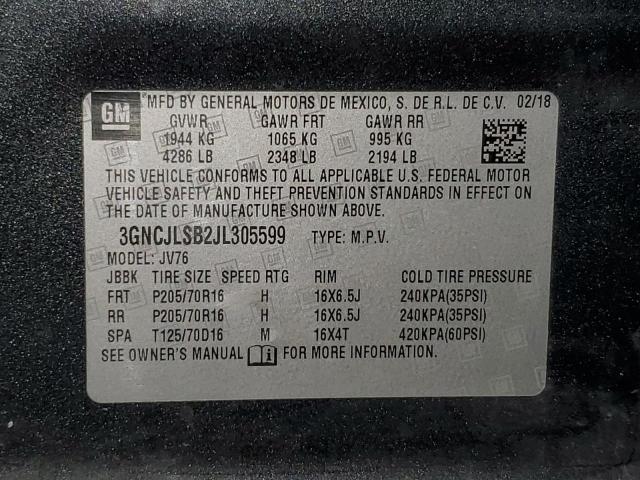 GM MFD BY GENERAL MOTORS DE MEXICO, S. DE R.L. DE C.V. 02/18
GVWR GAWR FRT GAWR RR
1944 KG 1065 KG 995 KG
4286 LB 2348 LB 2194 LB
THIS VEHICLE CONFORMS TO ALL APPLICABLE U.S. FEDERAL MOTOR
VEHICLE SAFETY AND THEFT PREVENTION STANDARDS IN EFFECT ON
THE DATE OF MANUFACTURE SHOWN ABOVE.
3GNCJLSB2JL305599 TYPE: M.P.V.
MODEL: JV76
JBBK TIRE SIZE SPEED RTG RIM COLD TIRE PRESSURE
FRT P205/70R16 H 16X6.5J 240KPA(35PSI)
RR P205/70R16 H 16X6.5J 240KPA(35PSI)
SPA T125/70D16 M 16X4T 420KPA(60PSI)
SEE OWNER'S MANUAL FOR MORE INFORMATION.